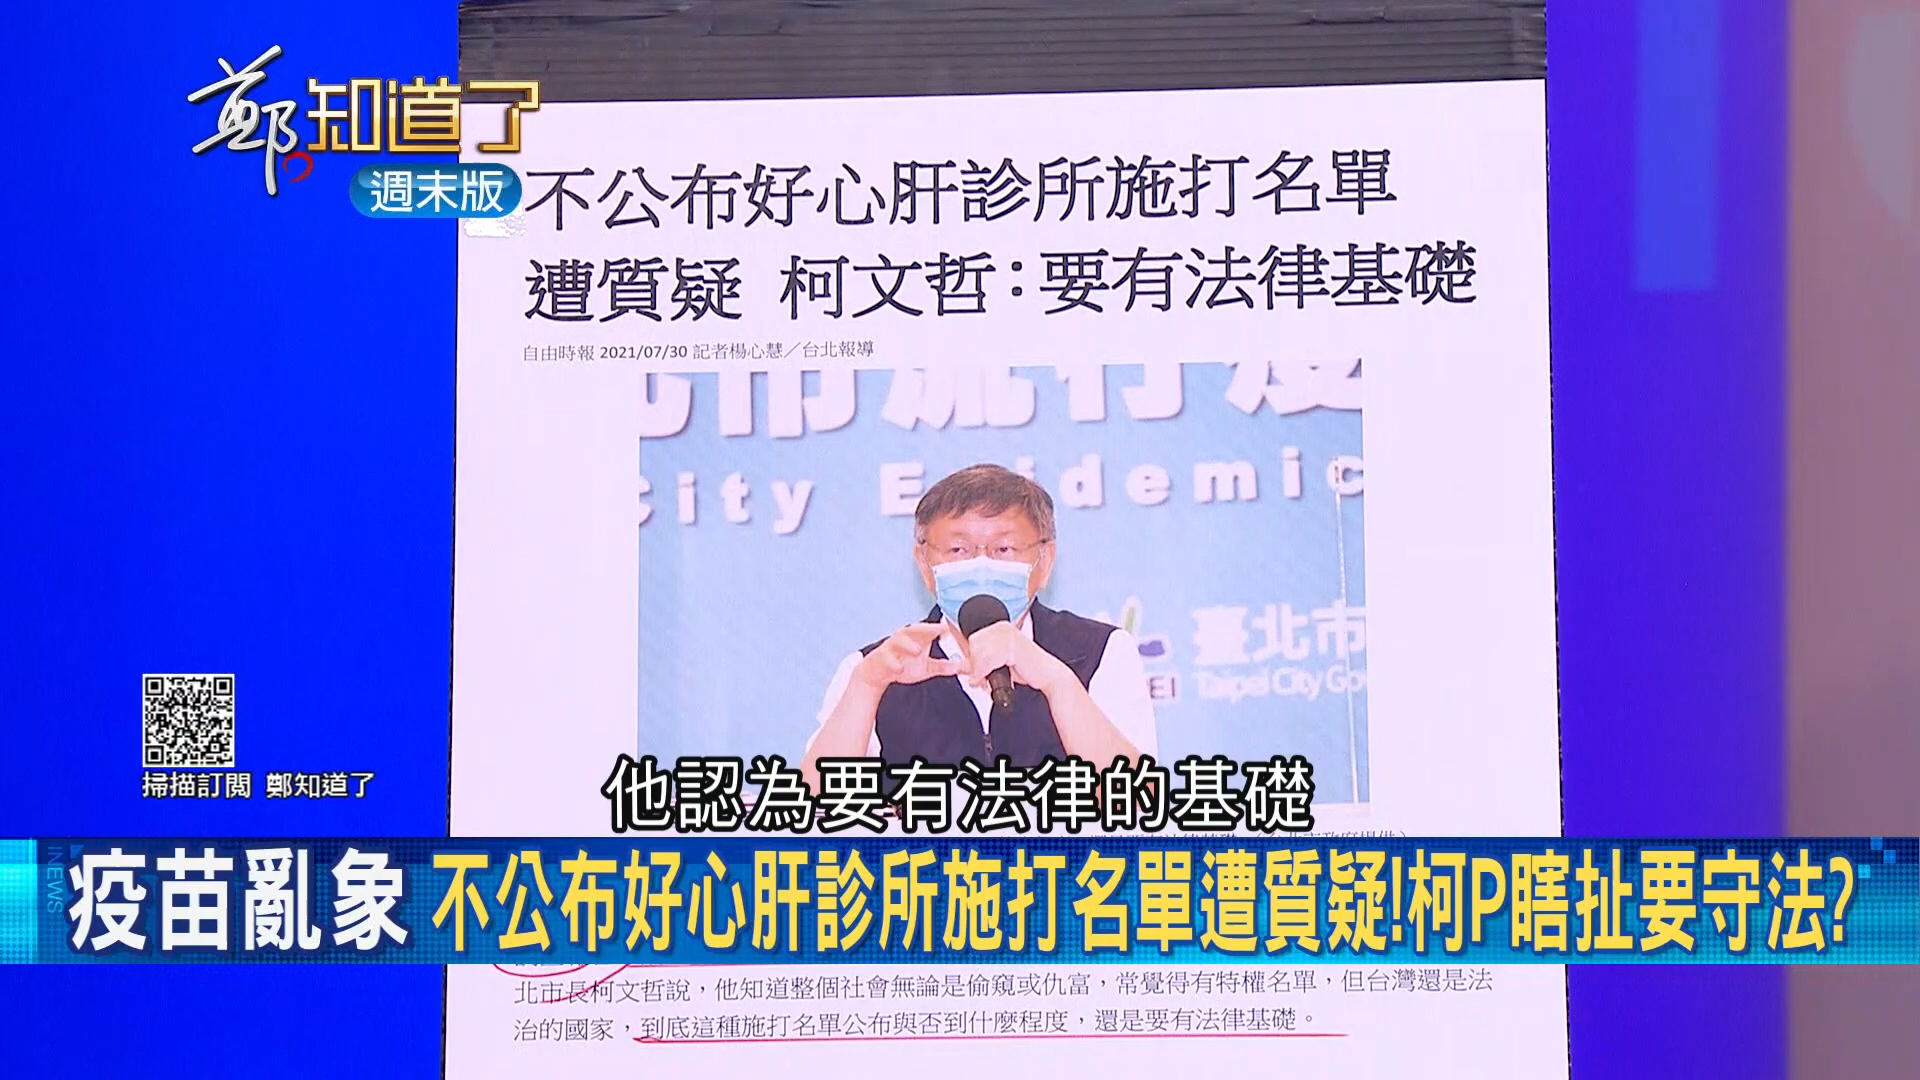 鄭知道了
週末版
不公布好心肝診所施打名單
遭質疑 柯文哲：要有法律基礎
自由時報 2021/07/30 記者楊心慧／台北報導
北市流行疫
City Epidemic
臺北市
EI Taipei City Go
掃描訂閱 鄭知道了
他認為要有法律的基礎
NEWS
疫苗亂象 不公布好心肝診所施打名單遭質疑!柯P瞎扯要守法?
北市長柯文哲說，他知道整個社會無論是偷窺或仇富，常覺得有特權名單，但台灣還是法
治的國家，到底這種施打名單公布與否到什麼程度，還是要有法律基礎。